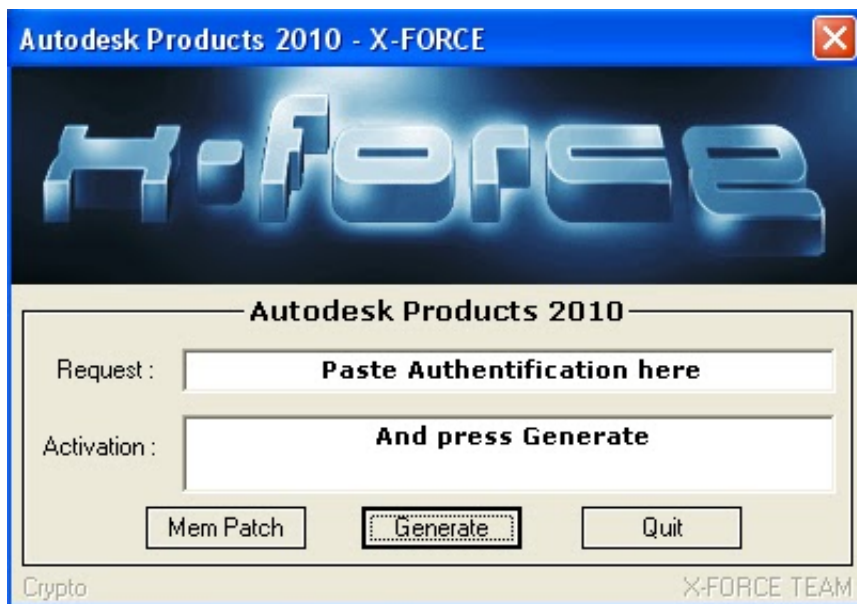 Autodesk Products 2010 - X-FORCE
x-force
Autodesk Products 2010
Request : Paste Authentification here
Activation : And press Generate
Mem Patch Generate Quit
Crypto X-FORCE TEAM